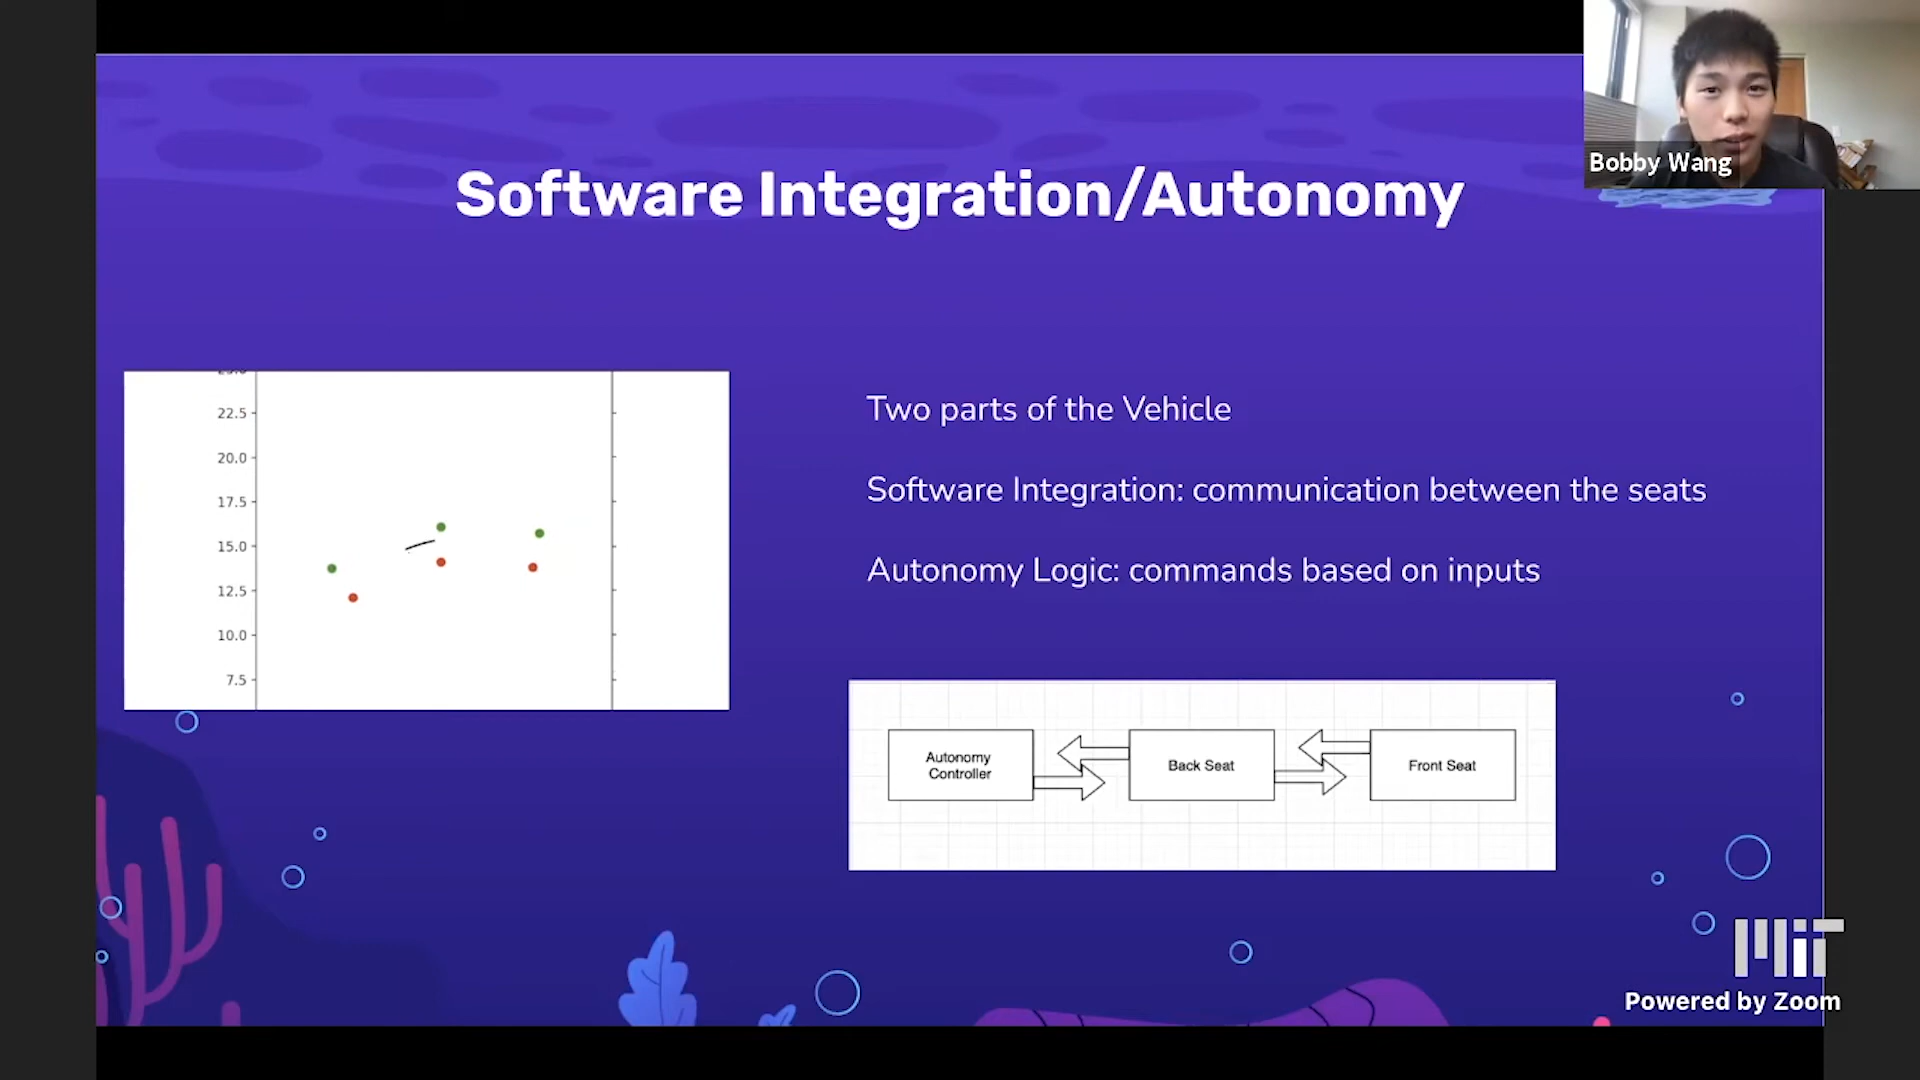 Bobby Wang
Software Integration/Autonomy
22.5
20.0
17.5
15.0
12.5
10.0
7.5
Two parts of the Vehicle
Software Integration: communication between the seats
Autonomy Logic: commands based on inputs
Autonomy
Controller
Back Seat
Front Seat
MIT
Powered by Zoom